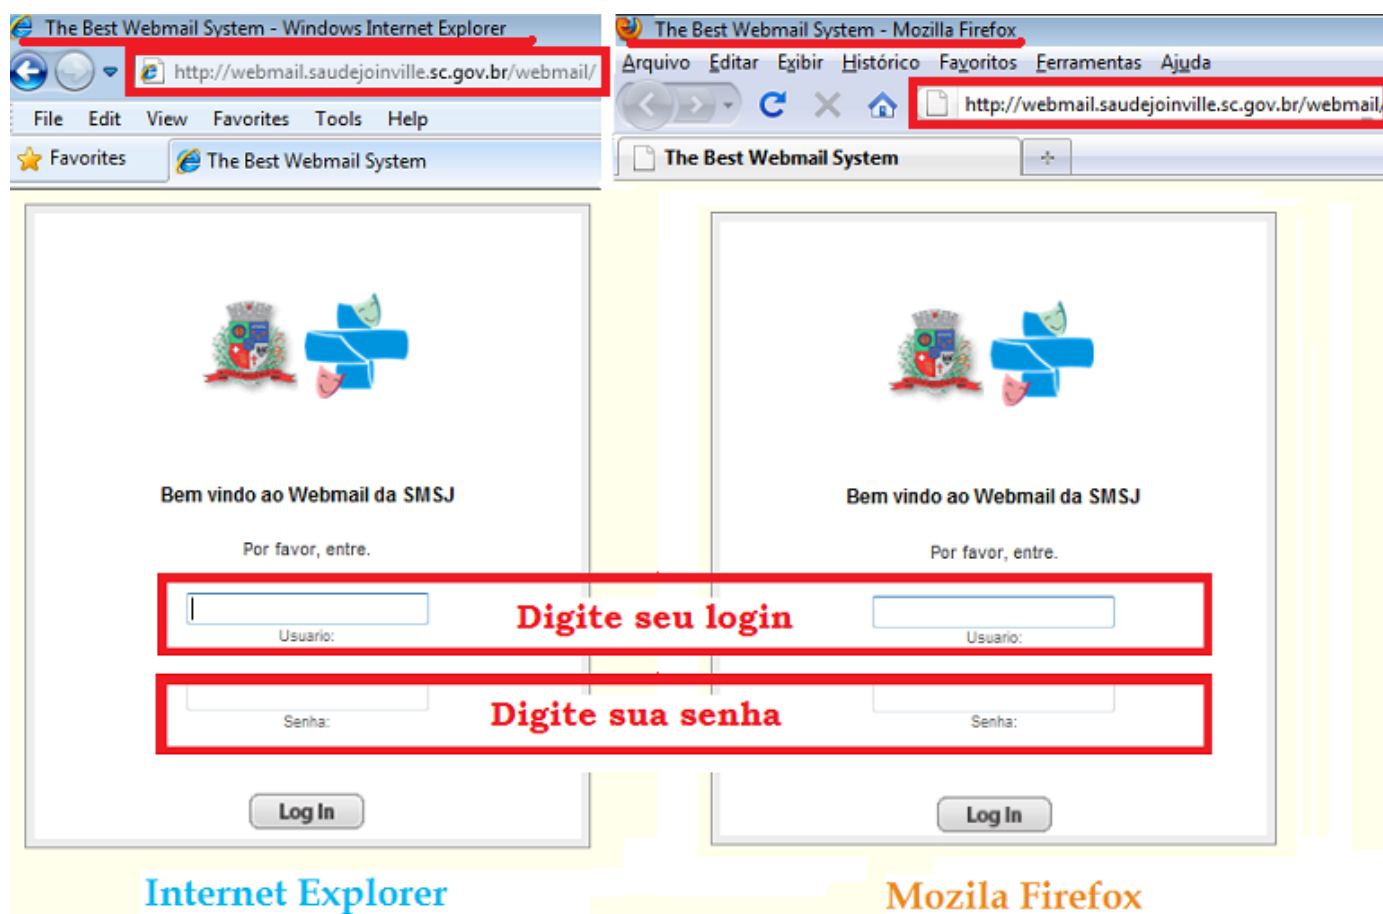 The Best Webmail System - Windows Internet Explorer
http://webmail.saudejoinville.sc.gov.br/webmail/
File Edit View Favorites Tools Help
Favorites
The Best Webmail System
The Best Webmail System - Mozilla Firefox
Arquivo Editar Exibir Histórico Favoritos Ferramentas Ajuda
http://webmail.saudejoinville.sc.gov.br/webmail/
The Best Webmail System
Bem vindo ao Webmail da SMSJ
Por favor, entre.
Bem vindo ao Webmail da SMSJ
Por favor, entre.
Digite seu login
Usuario:
Usuario:
Digite sua senha
Senha:
Senha:
Log In
Log In
Internet Explorer
Mozila Firefox